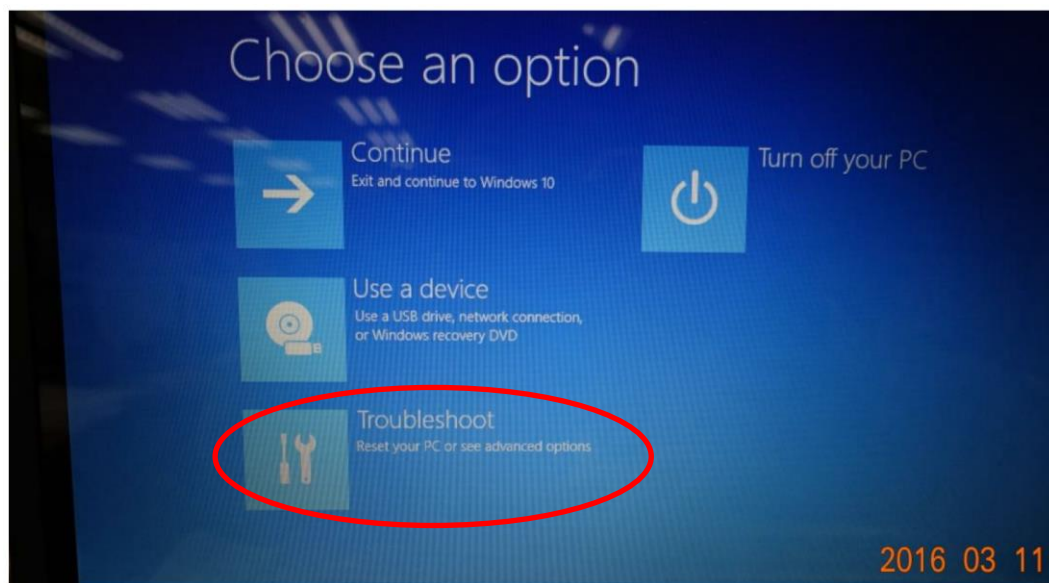 Choose an option
Continue
Exit and continue to Windows 10
Turn off your PC
Use a device
Use a USB drive, network connection,
or Windows recovery DVD
Troubleshoot
Reset your PC or see advanced options
2016 03 11